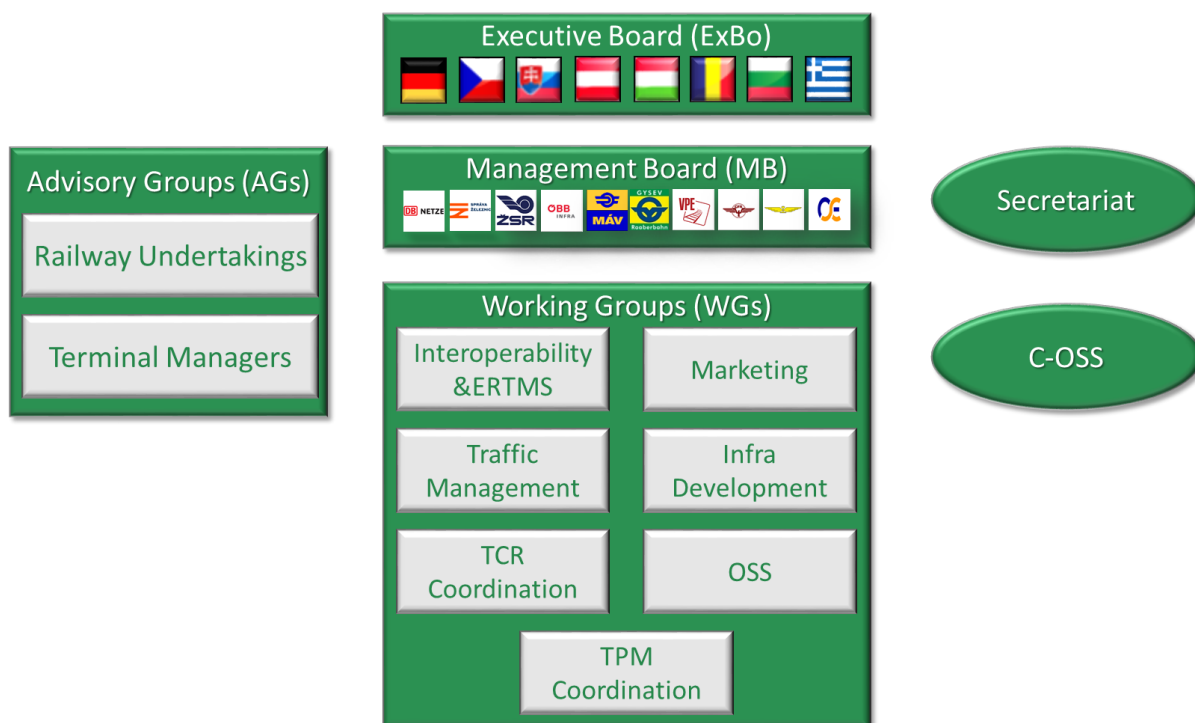 Executive Board (ExBo)
Advisory Groups (AGs)
Railway Undertakings
Terminal Managers
Management Board (MB)
DB NETZE
SPRÁVA
ŽELEZNIC
ŽSR
ÖBB
INFRA
MÁV
GYSEV
Raaberbahn
VPE
Working Groups (WGs)
Interoperability
&ERTMS
Marketing
Traffic
Management
Infra
Development
TCR
Coordination
OSS
TPM
Coordination
Secretariat
C-OSS